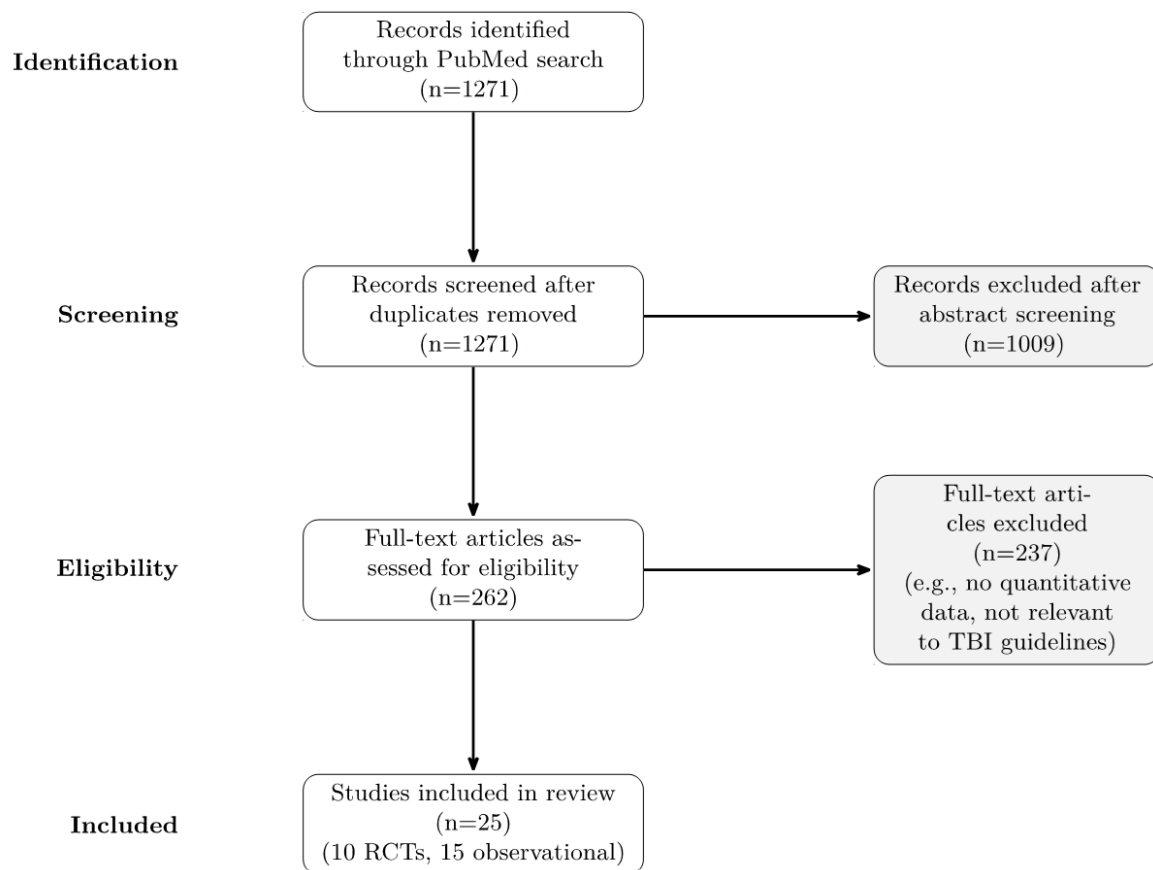 Identification
Records identified
through PubMed search
(n=1271)
Screening
Records screened after
duplicates removed
(n=1271)
Records excluded after
abstract screening
(n=1009)
Eligibility
Full-text articles as-
sessed for eligibility
(n=262)
Full-text arti-
cles excluded
(n=237)
(e.g., no quantitative
data, not relevant
to TBI guidelines)
Included
Studies included in review
(n=25)
(10 RCTs, 15 observational)